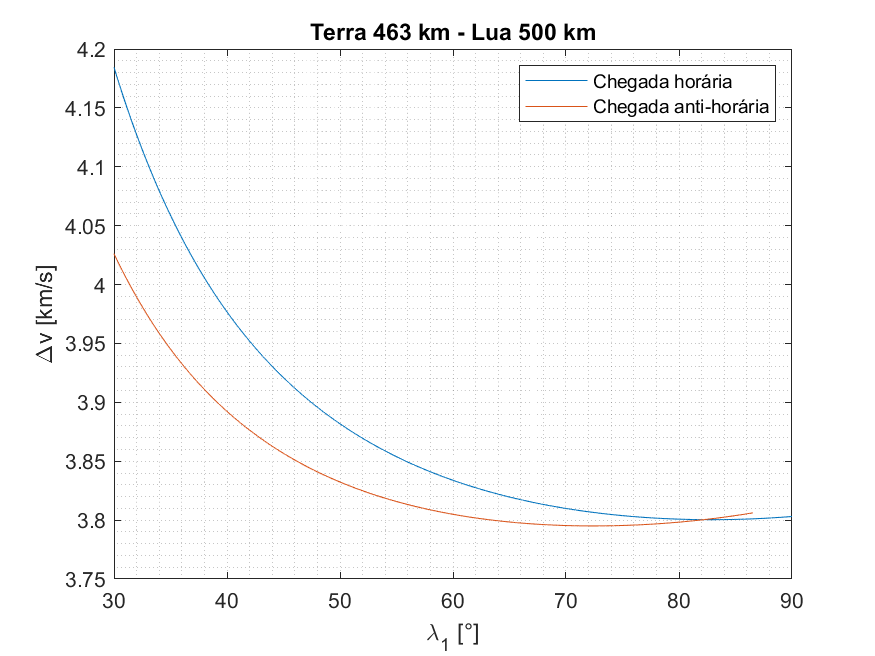 Terra 463 km - Lua 500 km
Chegada horária
Chegada anti-horária
4.2
4.15
4.1
4.05
4
3.95
3.9
3.85
3.8
3.75
Δv [km/s]
30 40 50 60 70 80 90
λ₁ [°]